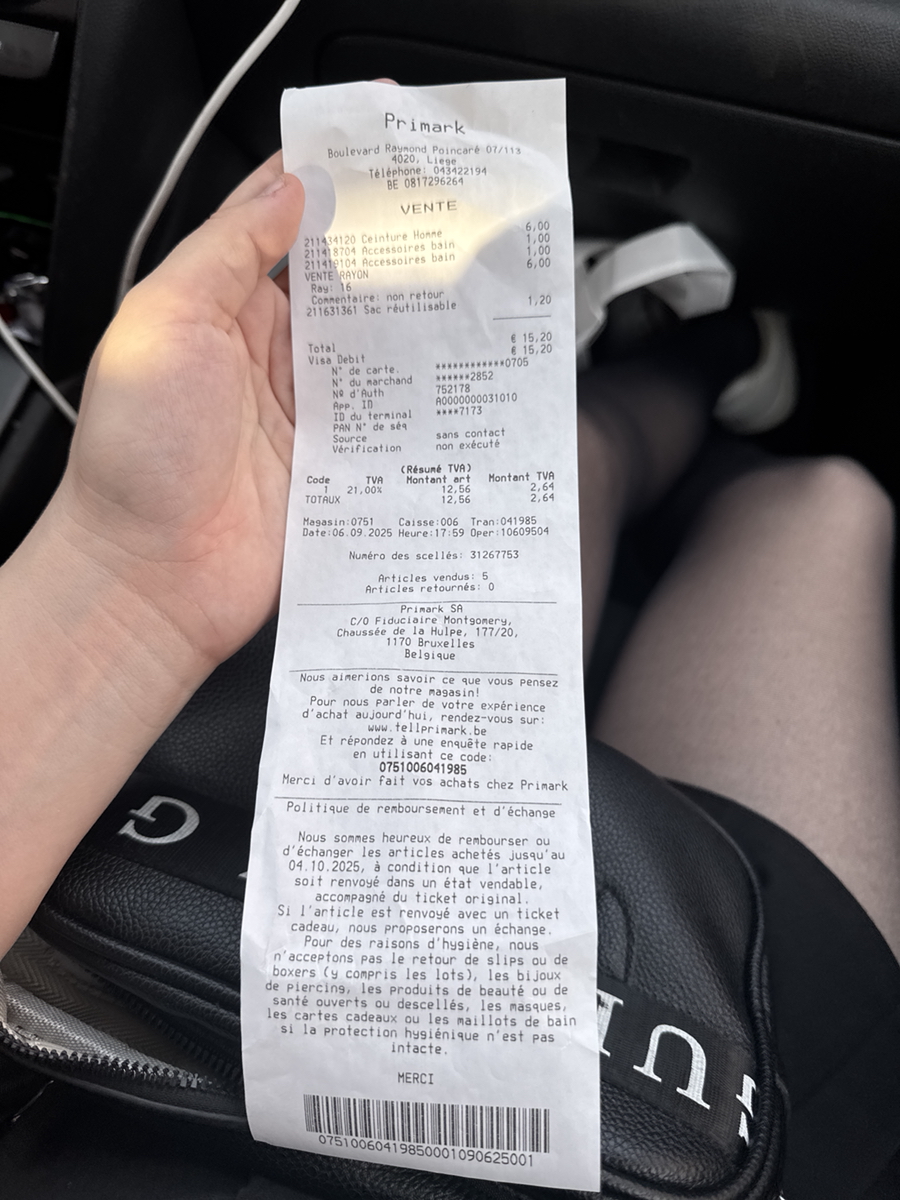 Primark
Boulevard Raymond Poincaré 07/113
4020, Liege
Téléphone: 043422194
BE 0817296264
VENTE
211434120 Ceinture Homme 6,00
211418704 Accessoires bain 1,00
211419104 Accessoires bain 1,00
VENTE RAYON 6,00
Ray: 16
Commentaire: non retour
211631361 Sac réutilisable 1,20
Total € 15,20
Visa Debit € 15,20
N° de carte. ************0705
N° du marchand ******2852
Nº d'Auth 752178
App. ID A0000000031010
ID du terminal ****7173
PAN N° de séq
Source sans contact
Vérification non exécuté
(Résumé TVA)
Code TVA Montant art Montant TVA
1 21,00% 12,56 2,64
TOTAUX 12,56 2,64
Magasin:0751 Caisse:006 Tran:041985
Date:06.09.2025 Heure:17:59 Oper:10609504
Numéro des scellés: 31267753
Articles vendus: 5
Articles retournés: 0
Primark SA
C/O Fiduciaire Montgomery,
Chaussée de la Hulpe, 177/20,
1170 Bruxelles
Belgique
Nous aimerions savoir ce que vous pensez
de notre magasin!
Pour nous parler de votre expérience
d'achat aujourd'hui, rendez-vous sur:
www.tellprimark.be
Et répondez à une enquête rapide
en utilisant ce code:
0751006041985
Merci d'avoir fait vos achats chez Primark
Politique de remboursement et d'échange
Nous sommes heureux de rembourser ou
d'échanger les articles achetés jusqu'au
04.10.2025, à condition que l'article
soit renvoyé dans un état vendable,
accompagné du ticket original.
Si l'article est renvoyé avec un ticket
cadeau, nous proposerons un échange.
Pour des raisons d'hygiène, nous
n'acceptons pas le retour de slips ou de
boxers (y compris les lots), les bijoux
de piercing, les produits de beauté ou de
santé ouverts ou descellés, les masques,
les cartes cadeaux ou les maillots de bain
si la protection hygiénique n'est pas
intacte.
MERCI
07510060419850001090625001
G
U